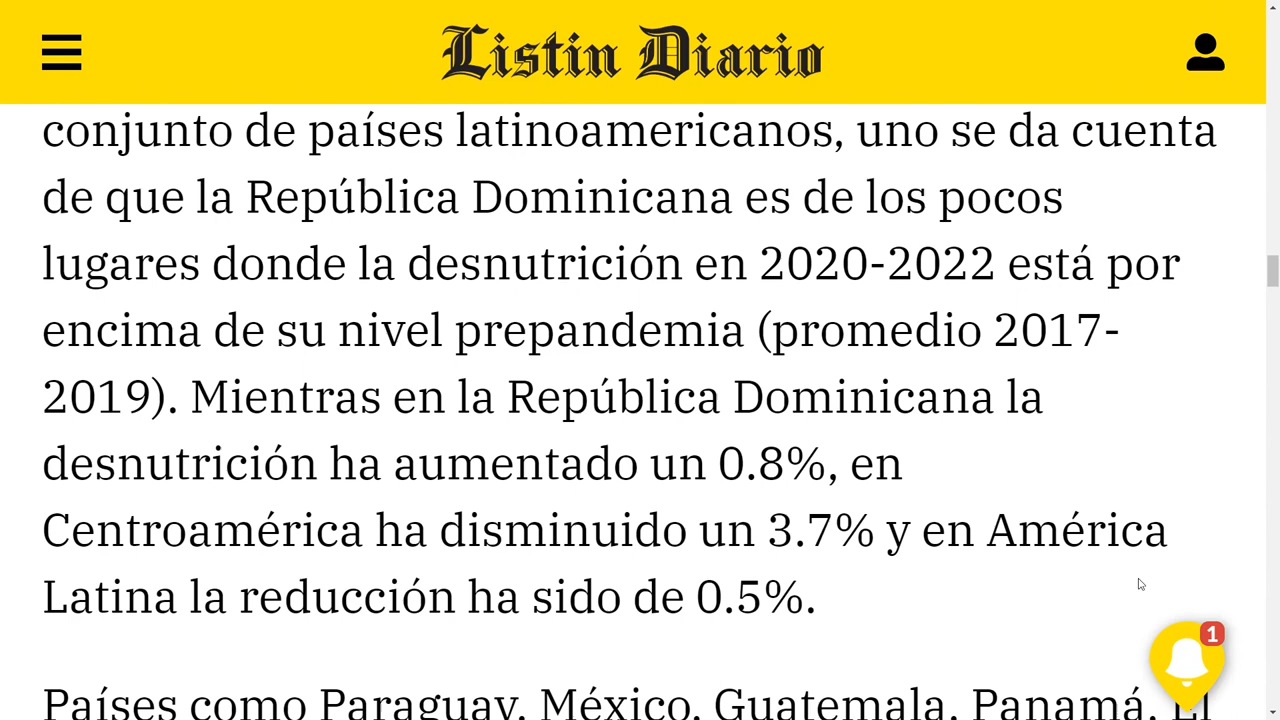 Listin Diario
conjunto de países latinoamericanos, uno se da cuenta
de que la República Dominicana es de los pocos
lugares donde la desnutrición en 2020-2022 está por
encima de su nivel prepandemia (promedio 2017-
2019). Mientras en la República Dominicana la
desnutrición ha aumentado un 0.8%, en
Centroamérica ha disminuido un 3.7% y en América
Latina la reducción ha sido de 0.5%.
1
Países como Paraguay, México, Guatemala, Panamá, El